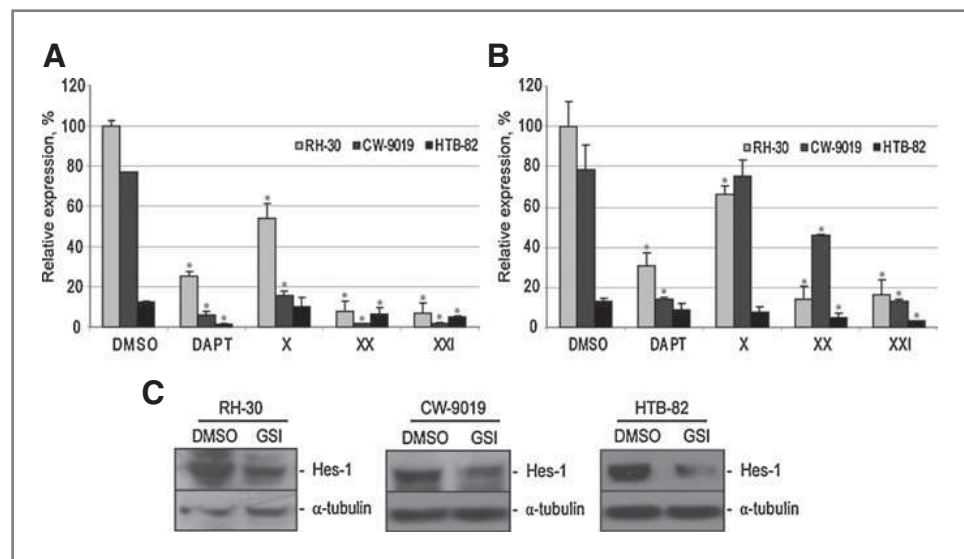 A
B
Relative expression, %
120
100
80
60
40
20
0
RH-30 CW-9019 HTB-82
DMSO DAPT X XX XXI
* * * * * * * * * *
Relative expression, %
120
100
80
60
40
20
0
RH-30 CW-9019 HTB-82
DMSO DAPT X XX XXI
* * * * * * * * *
C
RH-30
DMSO GSI
- Hes-1
- α-tubulin
CW-9019
DMSO GSI
- Hes-1
- α-tubulin
HTB-82
DMSO GSI
- Hes-1
- α-tubulin